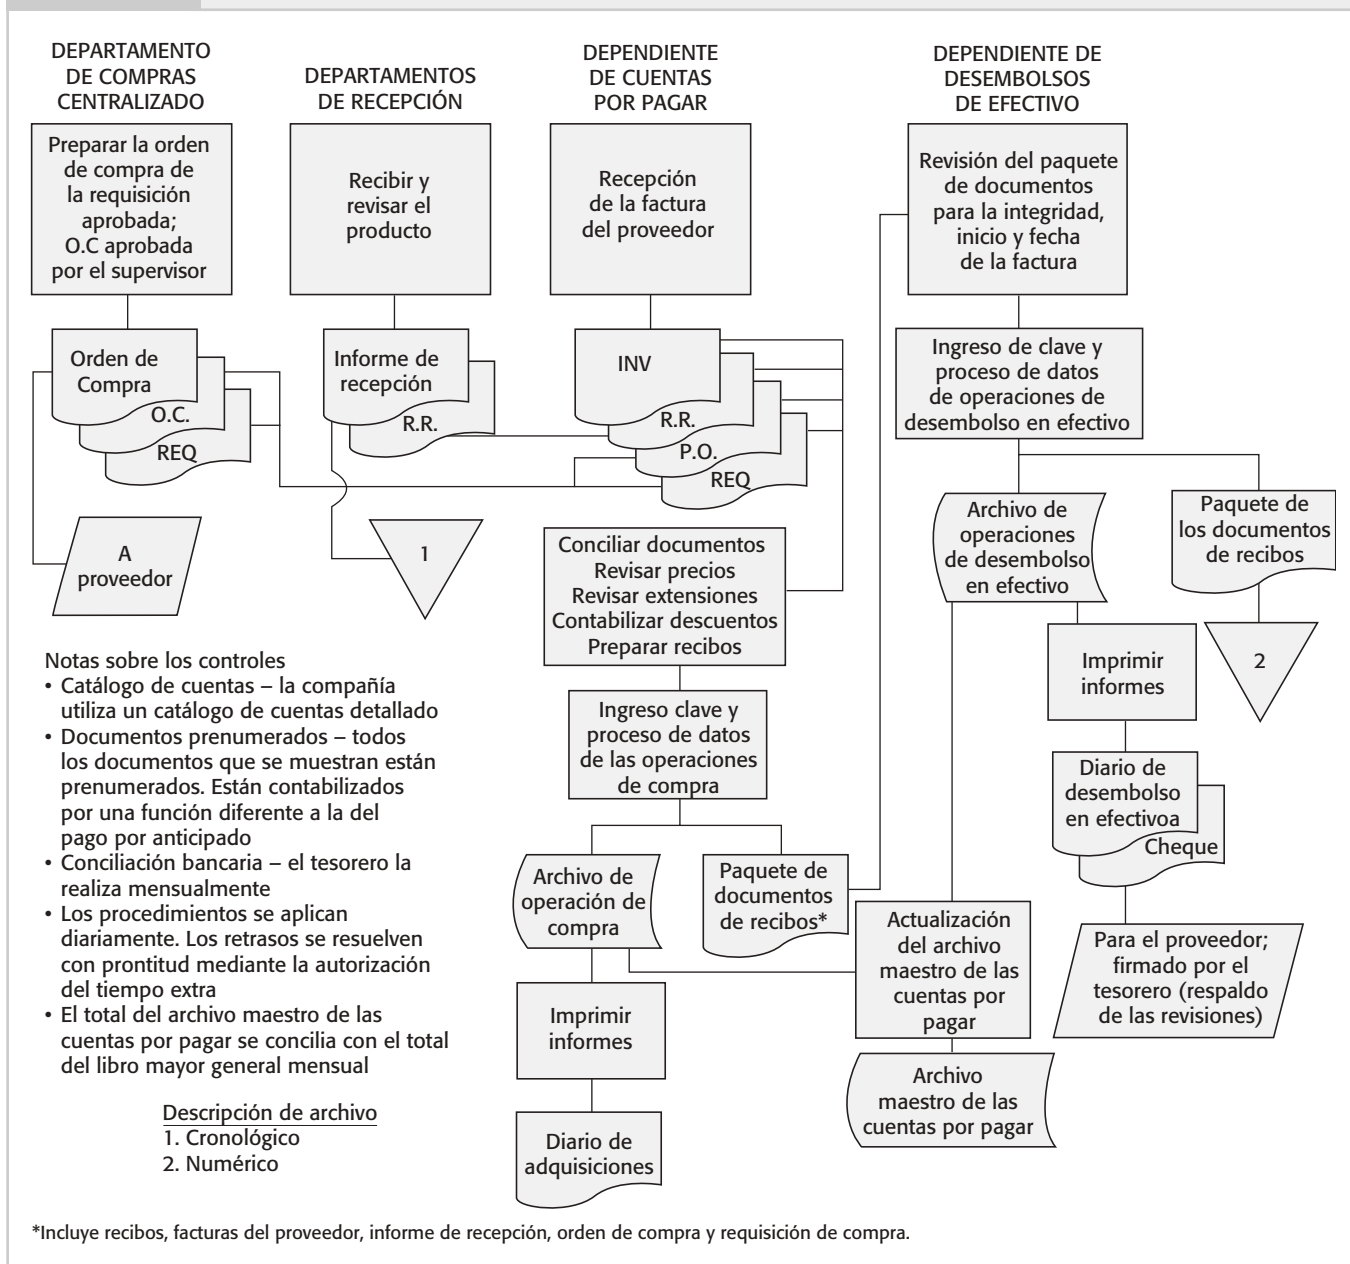 DEPARTAMENTO
DE COMPRAS
CENTRALIZADO
Preparar la orden
de compra de
la requisición
aprobada;
O.C aprobada
por el supervisor
Orden de
Compra
O.C.
REQ
A
proveedor
DEPARTAMENTOS
DE RECEPCIÓN
Recibir y
revisar el
producto
Informe de
recepción
R.R.
1
DEPENDIENTE
DE CUENTAS
POR PAGAR
Recepción
de la factura
del proveedor
INV
R.R.
P.O.
REQ
Conciliar documentos
Revisar precios
Revisar extensiones
Contabilizar descuentos
Preparar recibos
Ingreso clave y
proceso de datos
de las operaciones
de compra
Archivo de
operación de
compra
Paquete de
documentos
de recibos*
Imprimir
informes
Diario de
adquisiciones
DEPENDIENTE DE
DESEMBOLSOS
DE EFECTIVO
Revisión del paquete
de documentos
para la integridad,
inicio y fecha
de la factura
Ingreso de clave y
proceso de datos
de operaciones de
desembolso en efectivo
Archivo de
operaciones
de desembolso
en efectivo
Paquete de
los documentos
de recibos
2
Imprimir
informes
Diario de
desembolso
en efectivoa
Cheque
Para el proveedor;
firmado por el
tesorero (respaldo
de las revisiones)
Actualización
del archivo
maestro de las
cuentas por
pagar
Archivo
maestro de las
cuentas por pagar
Notas sobre los controles
• Catálogo de cuentas – la compañía
utiliza un catálogo de cuentas detallado
• Documentos prenumerados – todos
los documentos que se muestran están
prenumerados. Están contabilizados
por una función diferente a la del
pago por anticipado
• Conciliación bancaria – el tesorero la
realiza mensualmente
• Los procedimientos se aplican
diariamente. Los retrasos se resuelven
con prontitud mediante la autorización
del tiempo extra
• El total del archivo maestro de las
cuentas por pagar se concilia con el total
del libro mayor general mensual
Descripción de archivo
1. Cronológico
2. Numérico
*Incluye recibos, facturas del proveedor, informe de recepción, orden de compra y requisición de compra.